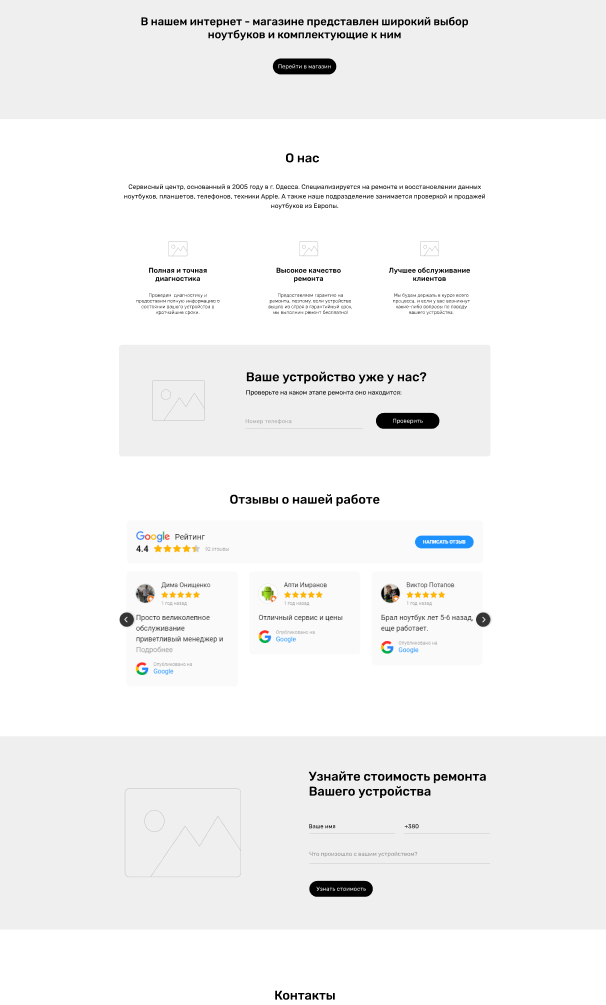 В нашем интернет - магазине представлен широкий выбор
ноутбуков и комплектующие к ним
Перейти в магазин
О нас
Сервисный центр, основанный в 2005 году в г. Одесса. Специализируется на ремонте и восстановлении данных
ноутбуков, планшетов, телефонов, техники Apple. А также наше подразделение занимается проверкой и продажей
ноутбуков из Европы.
Полная и точная
диагностика
Проверим диагностику и
предоставим полную информацию о
состоянии вашего устройства в
кратчайшие сроки.
Высокое качество
ремонта
Предоставляем гарантию на
ремонты, поэтому, если устройство
вышло из строя в гарантийный срок,
мы выполним ремонт бесплатно!
Лучшее обслуживание
клиентов
Мы будем держать в курсе всего
процесса, и если у вас возникнут
какие-либо вопросы по поводу
вашего устройства.
Ваше устройство уже у нас?
Проверьте на каком этапе ремонта оно находится:
Номер телефона
Проверить
Отзывы о нашей работе
Google Рейтинг
4.4
отзывы
НАПИСАТЬ ОТЗЫВ
Дима Онищенко
1 год назад
Просто великолепное
обслуживание
приветливый менеджер и
Подробнее
Опубликовано на
Google
Апти Имранов
1 год назад
Отличный сервис и цены
Опубликовано на
Google
Виктор Потапов
1 год назад
Брал ноутбук лет 5-6 назад,
еще работает.
Опубликовано на
Google
Узнайте стоимость ремонта
Вашего устройства
Ваше имя
+380
Что произошло с вашим устройством?
Узнать стоимость
Контакты